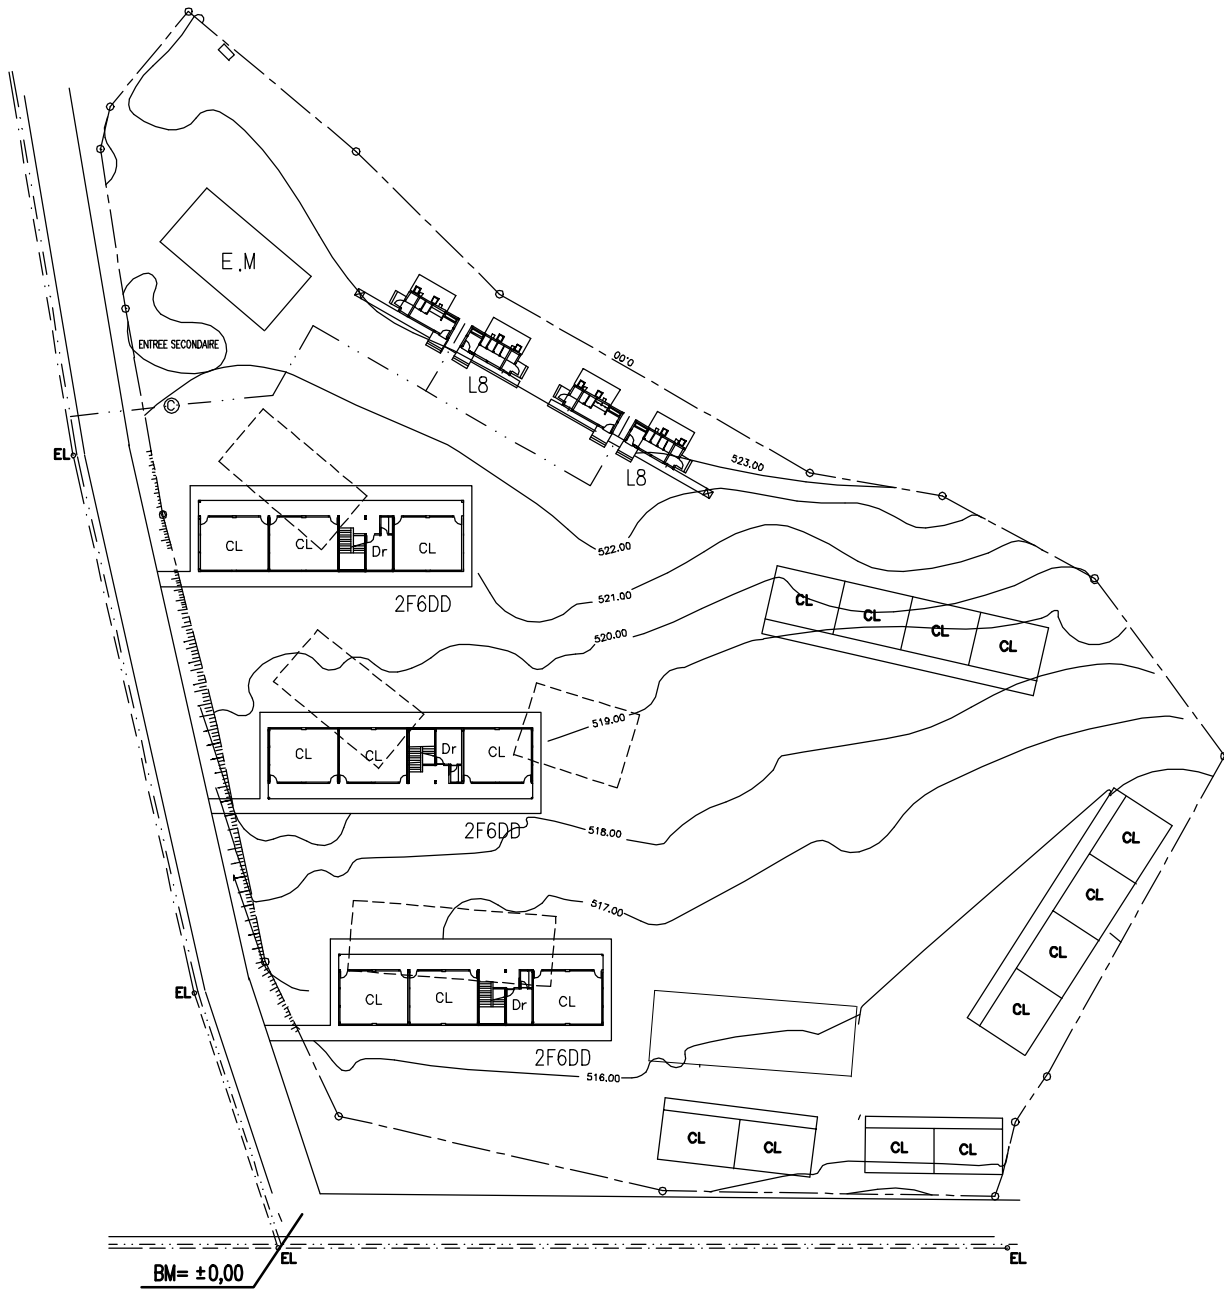 E.M
ENTREE SECONDAIRE
0.00
L8
C
EL
L8
523.00
CL
CL
Dr
CL
522.00
2F6DD
521.00
CL
CL
CL
CL
520.00
519.00
CL
CL
Dr
CL
2F6DD
518.00
CL
CL
CL
CL
517.00
EL
CL
CL
Dr
CL
2F6DD
516.00
CL
CL
CL
CL
EL
EL
BM= ±0,00